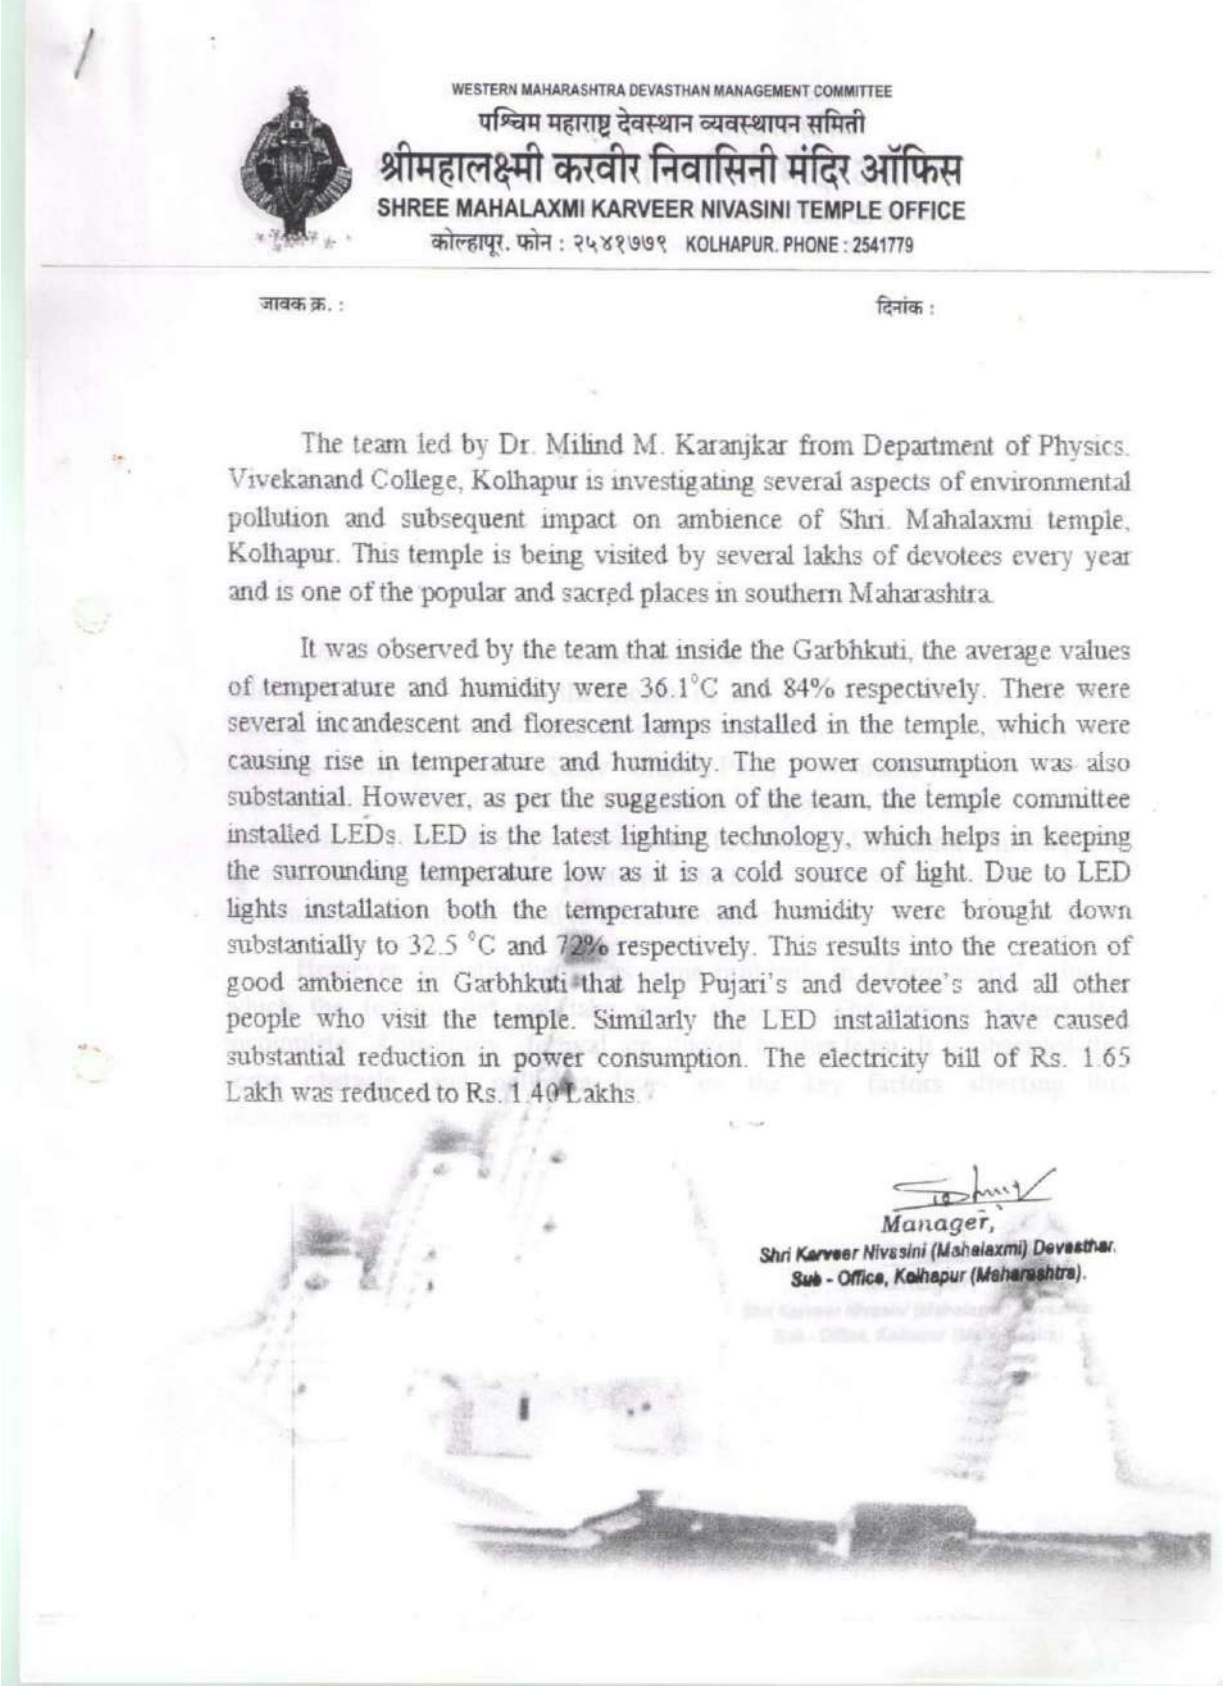 WESTERN MAHARASHTRA DEVASTHAN MANAGEMENT COMMITTEE
पश्चिम महाराष्ट्र देवस्थान व्यवस्थापन समिती
श्रीमहालक्ष्मी करवीर निवासिनी मंदिर ऑफिस
SHREE MAHALAXMI KARVEER NIVASINI TEMPLE OFFICE
कोल्हापूर. फोन : २५४१७७९ KOLHAPUR. PHONE : 2541779
जावक क्र. : दिनांक :
The team led by Dr. Milind M. Karanjkar from Department of Physics.
Vivekanand College, Kolhapur is investigating several aspects of environmental
pollution and subsequent impact on ambience of Shri. Mahalaxmi temple,
Kolhapur. This temple is being visited by several lakhs of devotees every year
and is one of the popular and sacred places in southern Maharashtra.
It was observed by the team that inside the Garbhkuti, the average values
of temperature and humidity were 36.1°C and 84% respectively. There were
several incandescent and florescent lamps installed in the temple, which were
causing rise in temperature and humidity. The power consumption was also
substantial. However, as per the suggestion of the team, the temple committee
installed LEDs. LED is the latest lighting technology, which helps in keeping
the surrounding temperature low as it is a cold source of light. Due to LED
lights installation both the temperature and humidity were brought down
substantially to 32.5 °C and 72% respectively. This results into the creation of
good ambience in Garbhkuti that help Pujari's and devotee's and all other
people who visit the temple. Similarly the LED installations have caused
substantial reduction in power consumption. The electricity bill of Rs. 1.65
Lakh was reduced to Rs. 1.40 Lakhs.
Manager,
Shri Karveer Nivasini (Mahalaxmi) Devasthan.
Sub - Office, Kolhapur (Maharashtra).